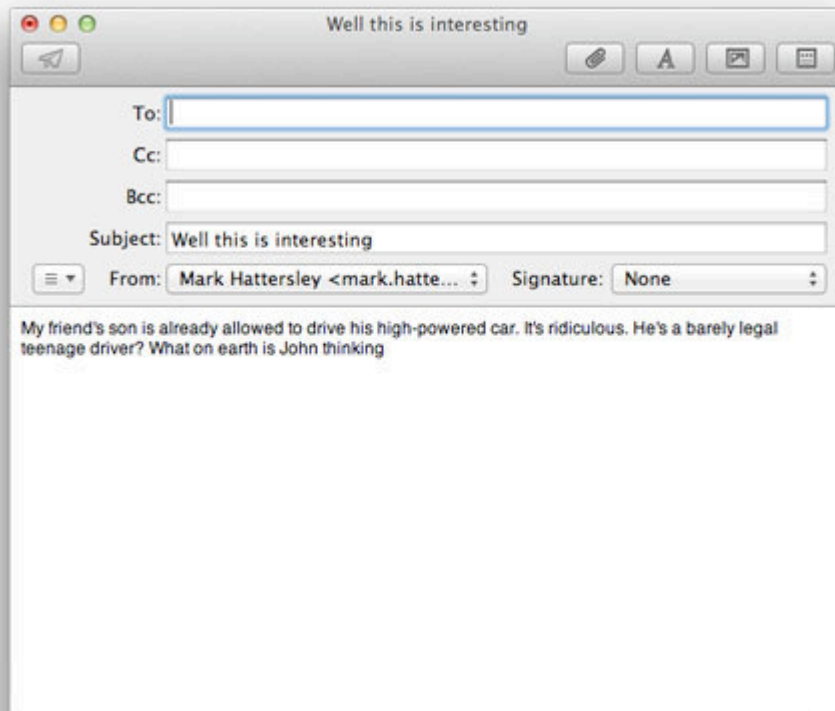 Well this is interesting
To:
Cc:
Bcc:
Subject: Well this is interesting
From: Mark Hattersley <mark.hatte... Signature: None
My friend's son is already allowed to drive his high-powered car. It's ridiculous. He's a barely legal
teenage driver? What on earth is John thinking